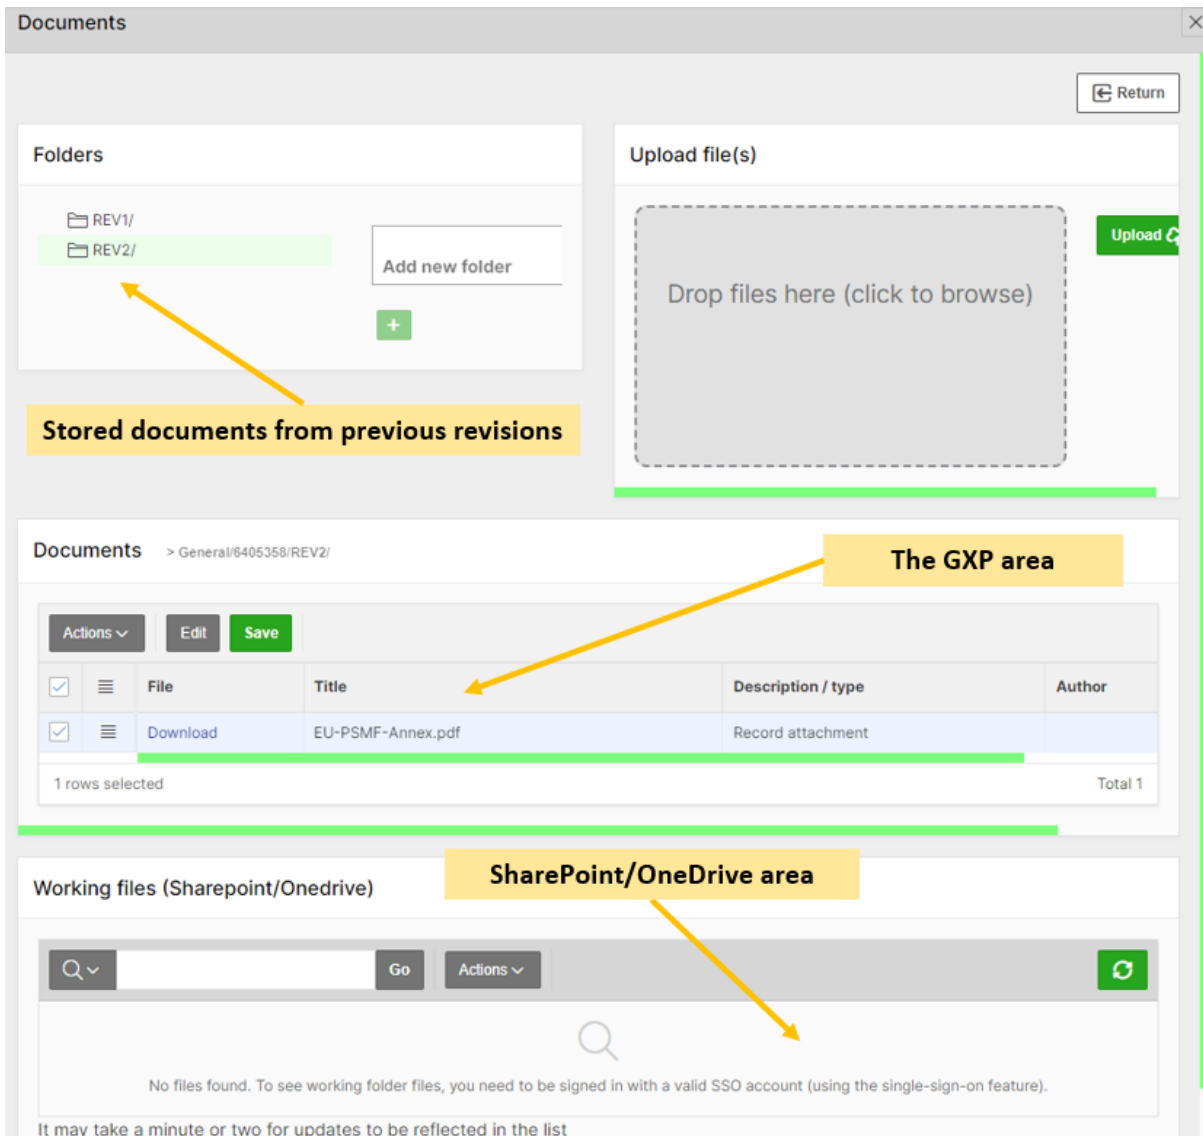 Documents
Return
Folders
REV1/
REV2/
Add new folder
+
Upload file(s)
Drop files here (click to browse)
Upload
Stored documents from previous revisions
Documents > General/6405358/REV2/
The GXP area
Actions Edit Save
File Title Description / type Author
Download EU-PSMF-Annex.pdf Record attachment
1 rows selected Total 1
SharePoint/OneDrive area
Working files (Sharepoint/Onedrive)
Go Actions
No files found. To see working folder files, you need to be signed in with a valid SSO account (using the single-sign-on feature).
It may take a minute or two for updates to be reflected in the list